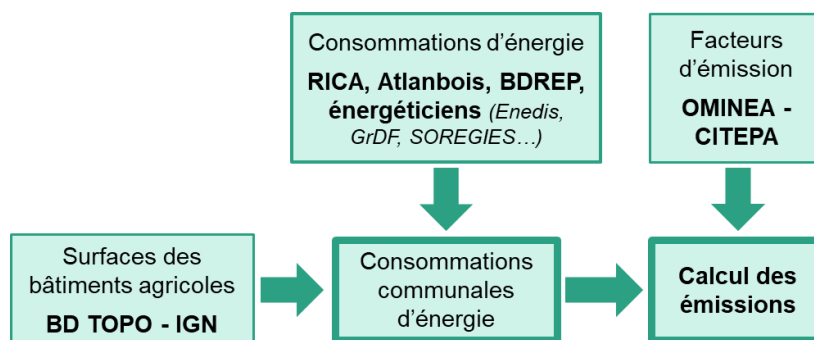 Consommations d'énergie
RICA, Atlanbois, BDREP,
énergéticiens (Enedis,
GrDF, SOREGIES…)
Facteurs
d'émission
OMINEA -
CITEPA
Surfaces des
bâtiments agricoles
BD TOPO - IGN
Consommations
communales
d'énergie
Calcul des
émissions